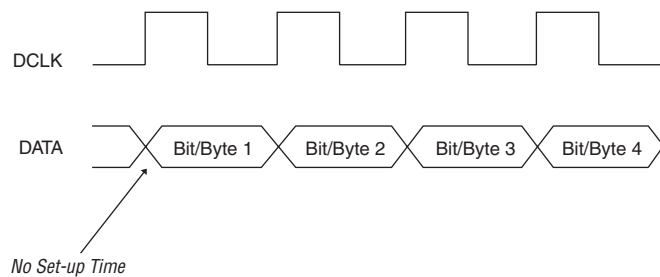 DCLK
DATA
Bit/Byte 1
Bit/Byte 2
Bit/Byte 3
Bit/Byte 4
No Set-up Time